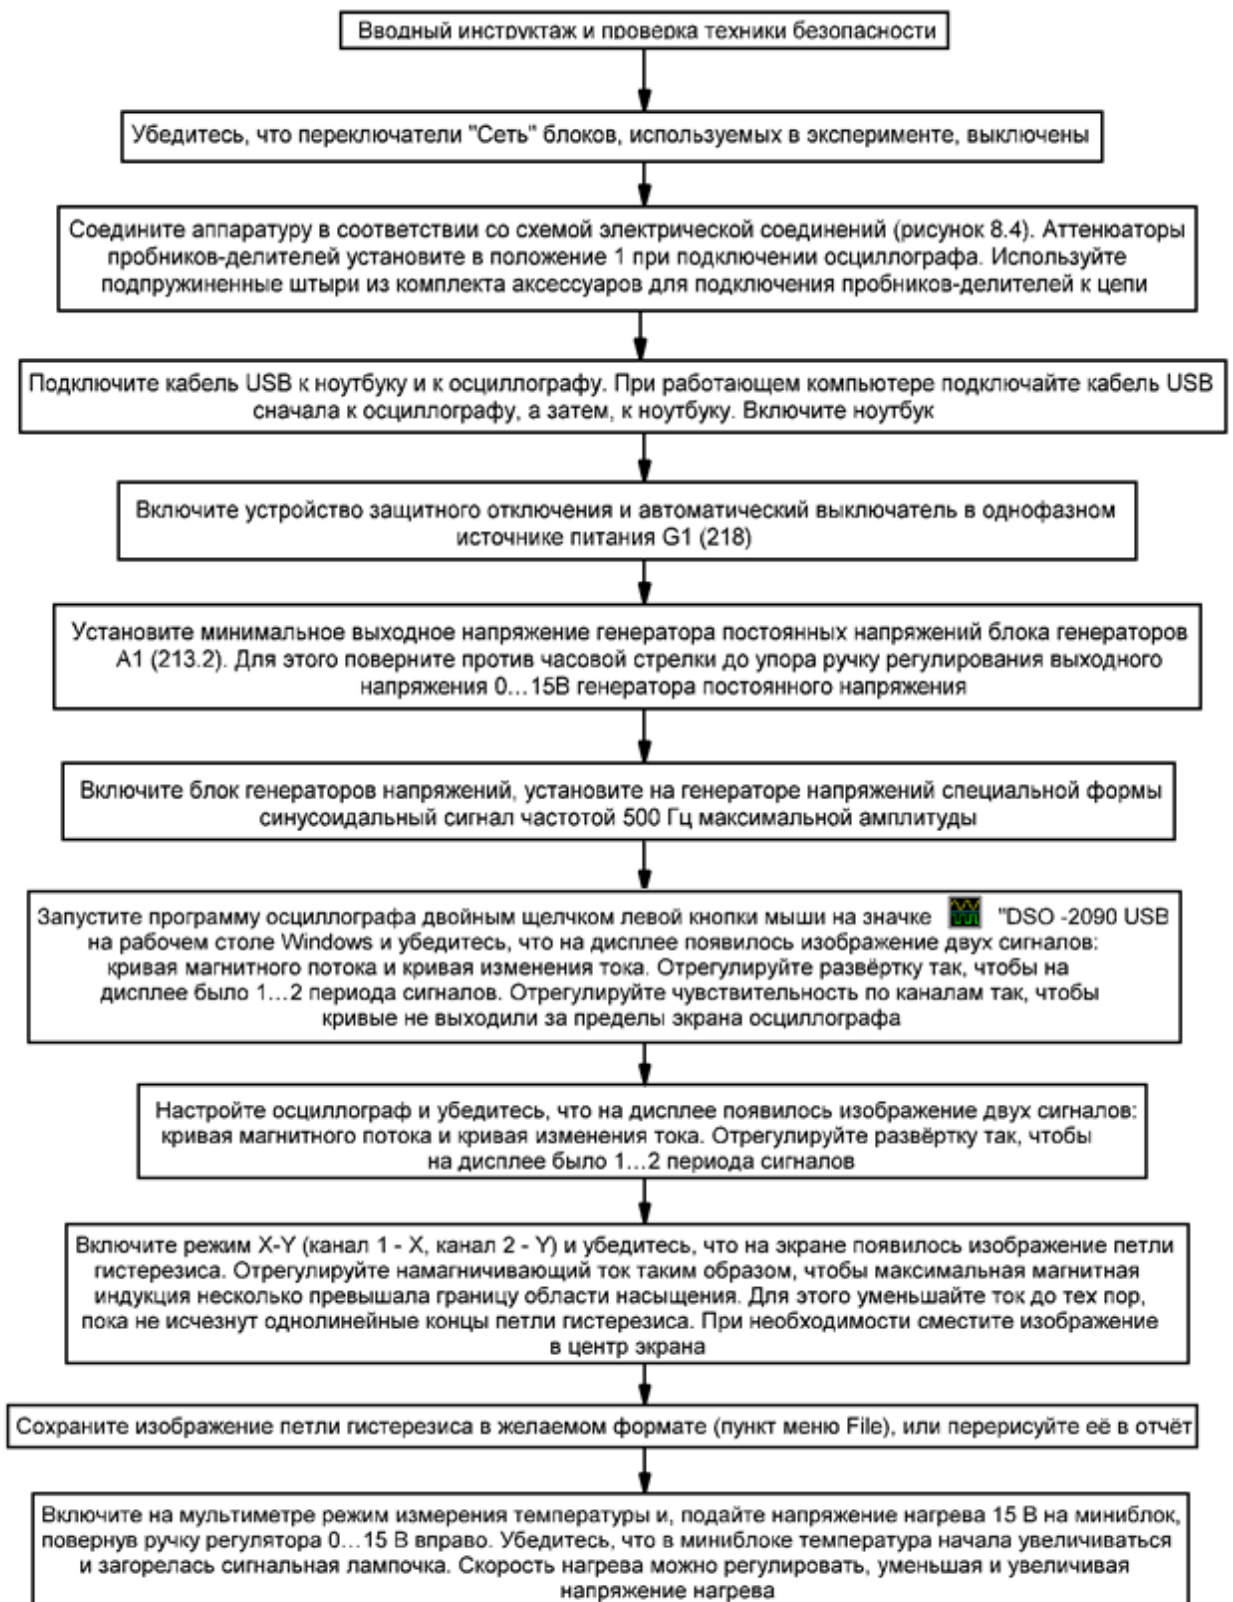 Вводный инструктаж и проверка техники безопасности
Убедитесь, что переключатели "Сеть" блоков, используемых в эксперименте, выключены
Соедините аппаратуру в соответствии со схемой электрической соединений (рисунок 8.4). Аттенюаторы
пробников-делителей установите в положение 1 при подключении осциллографа. Используйте
подпружиненные штыри из комплекта аксессуаров для подключения пробников-делителей к цепи
Подключите кабель USB к ноутбуку и к осциллографу. При работающем компьютере подключайте кабель USB
сначала к осциллографу, а затем, к ноутбуку. Включите ноутбук
Включите устройство защитного отключения и автоматический выключатель в однофазном
источнике питания G1 (218)
Установите минимальное выходное напряжение генератора постоянных напряжений блока генераторов
А1 (213.2). Для этого поверните против часовой стрелки до упора ручку регулирования выходного
напряжения 0...15В генератора постоянного напряжения
Включите блок генераторов напряжений, установите на генераторе напряжений специальной формы
синусоидальный сигнал частотой 500 Гц максимальной амплитуды
Запустите программу осциллографа двойным щелчком левой кнопки мыши на значке "DSO -2090 USB
на рабочем столе Windows и убедитесь, что на дисплее появилось изображение двух сигналов:
кривая магнитного потока и кривая изменения тока. Отрегулируйте развёртку так, чтобы на
дисплее было 1...2 периода сигналов. Отрегулируйте чувствительность по каналам так, чтобы
кривые не выходили за пределы экрана осциллографа
Настройте осциллограф и убедитесь, что на дисплее появилось изображение двух сигналов:
кривая магнитного потока и кривая изменения тока. Отрегулируйте развёртку так, чтобы
на дисплее было 1...2 периода сигналов
Включите режим X-Y (канал 1 - X, канал 2 - Y) и убедитесь, что на экране появилось изображение петли
гистерезиса. Отрегулируйте намагничивающий ток таким образом, чтобы максимальная магнитная
индукция несколько превышала границу области насыщения. Для этого уменьшайте ток до тех пор,
пока не исчезнут однолинейные концы петли гистерезиса. При необходимости сместите изображение
в центр экрана
Сохраните изображение петли гистерезиса в желаемом формате (пункт меню File), или перерисуйте её в отчёт
Включите на мультиметре режим измерения температуры и, подайте напряжение нагрева 15 В на миниблок,
повернув ручку регулятора 0...15 В вправо. Убедитесь, что в миниблоке температура начала увеличиваться
и загорелась сигнальная лампочка. Скорость нагрева можно регулировать, уменьшая и увеличивая
напряжение нагрева